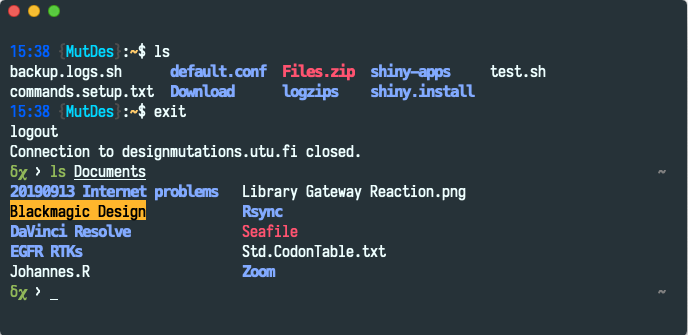 15:38 {MutDes}:~$ ls
backup.logs.sh default.conf Files.zip shiny-apps test.sh
commands.setup.txt Download logzips shiny.install
15:38 {MutDes}:~$ exit
logout
Connection to designmutations.utu.fi closed.
δχ › ls Documents ~
20190913 Internet problems Library Gateway Reaction.png
Blackmagic Design Rsync
DaVinci Resolve Seafile
EGFR RTKs Std.CodonTable.txt
Johannes.R Zoom
δχ › _ ~